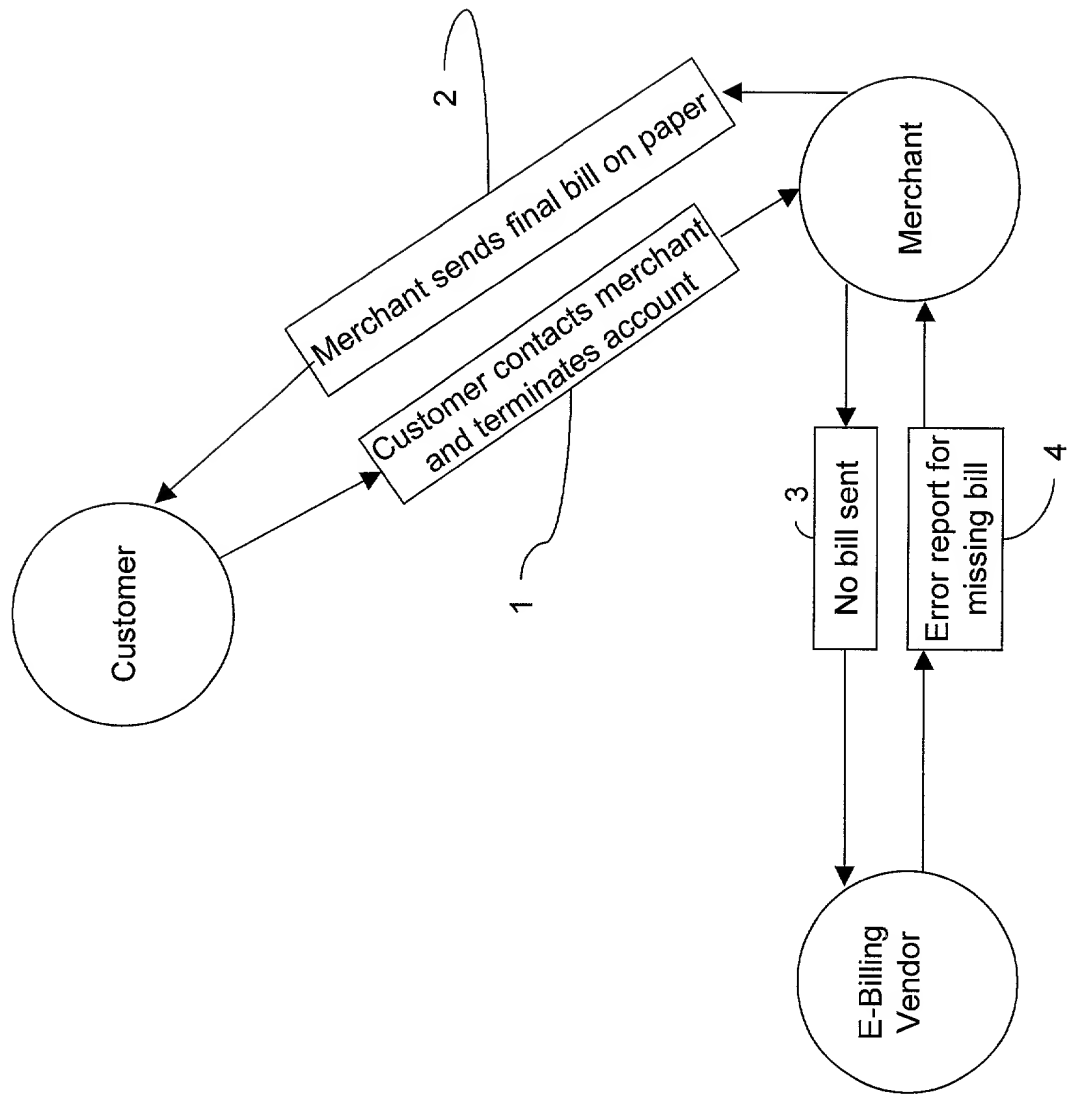 Customer
2
Merchant sends final bill on paper
Customer contacts merchant
and terminates account
1
Merchant
3
No bill sent
Error report for
missing bill
4
E-Billing
Vendor